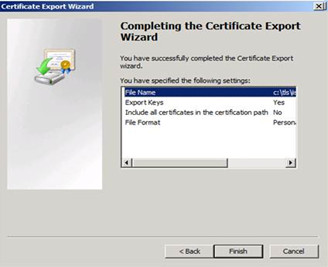 Certificate Export Wizard
Completing the Certificate Export
Wizard
You have successfully completed the Certificate Export
wizard.
You have specified the following settings:
File Name c:\tls\
Export Keys Yes
Include all certificates in the certification path No
File Format Person
< Back Finish Cancel